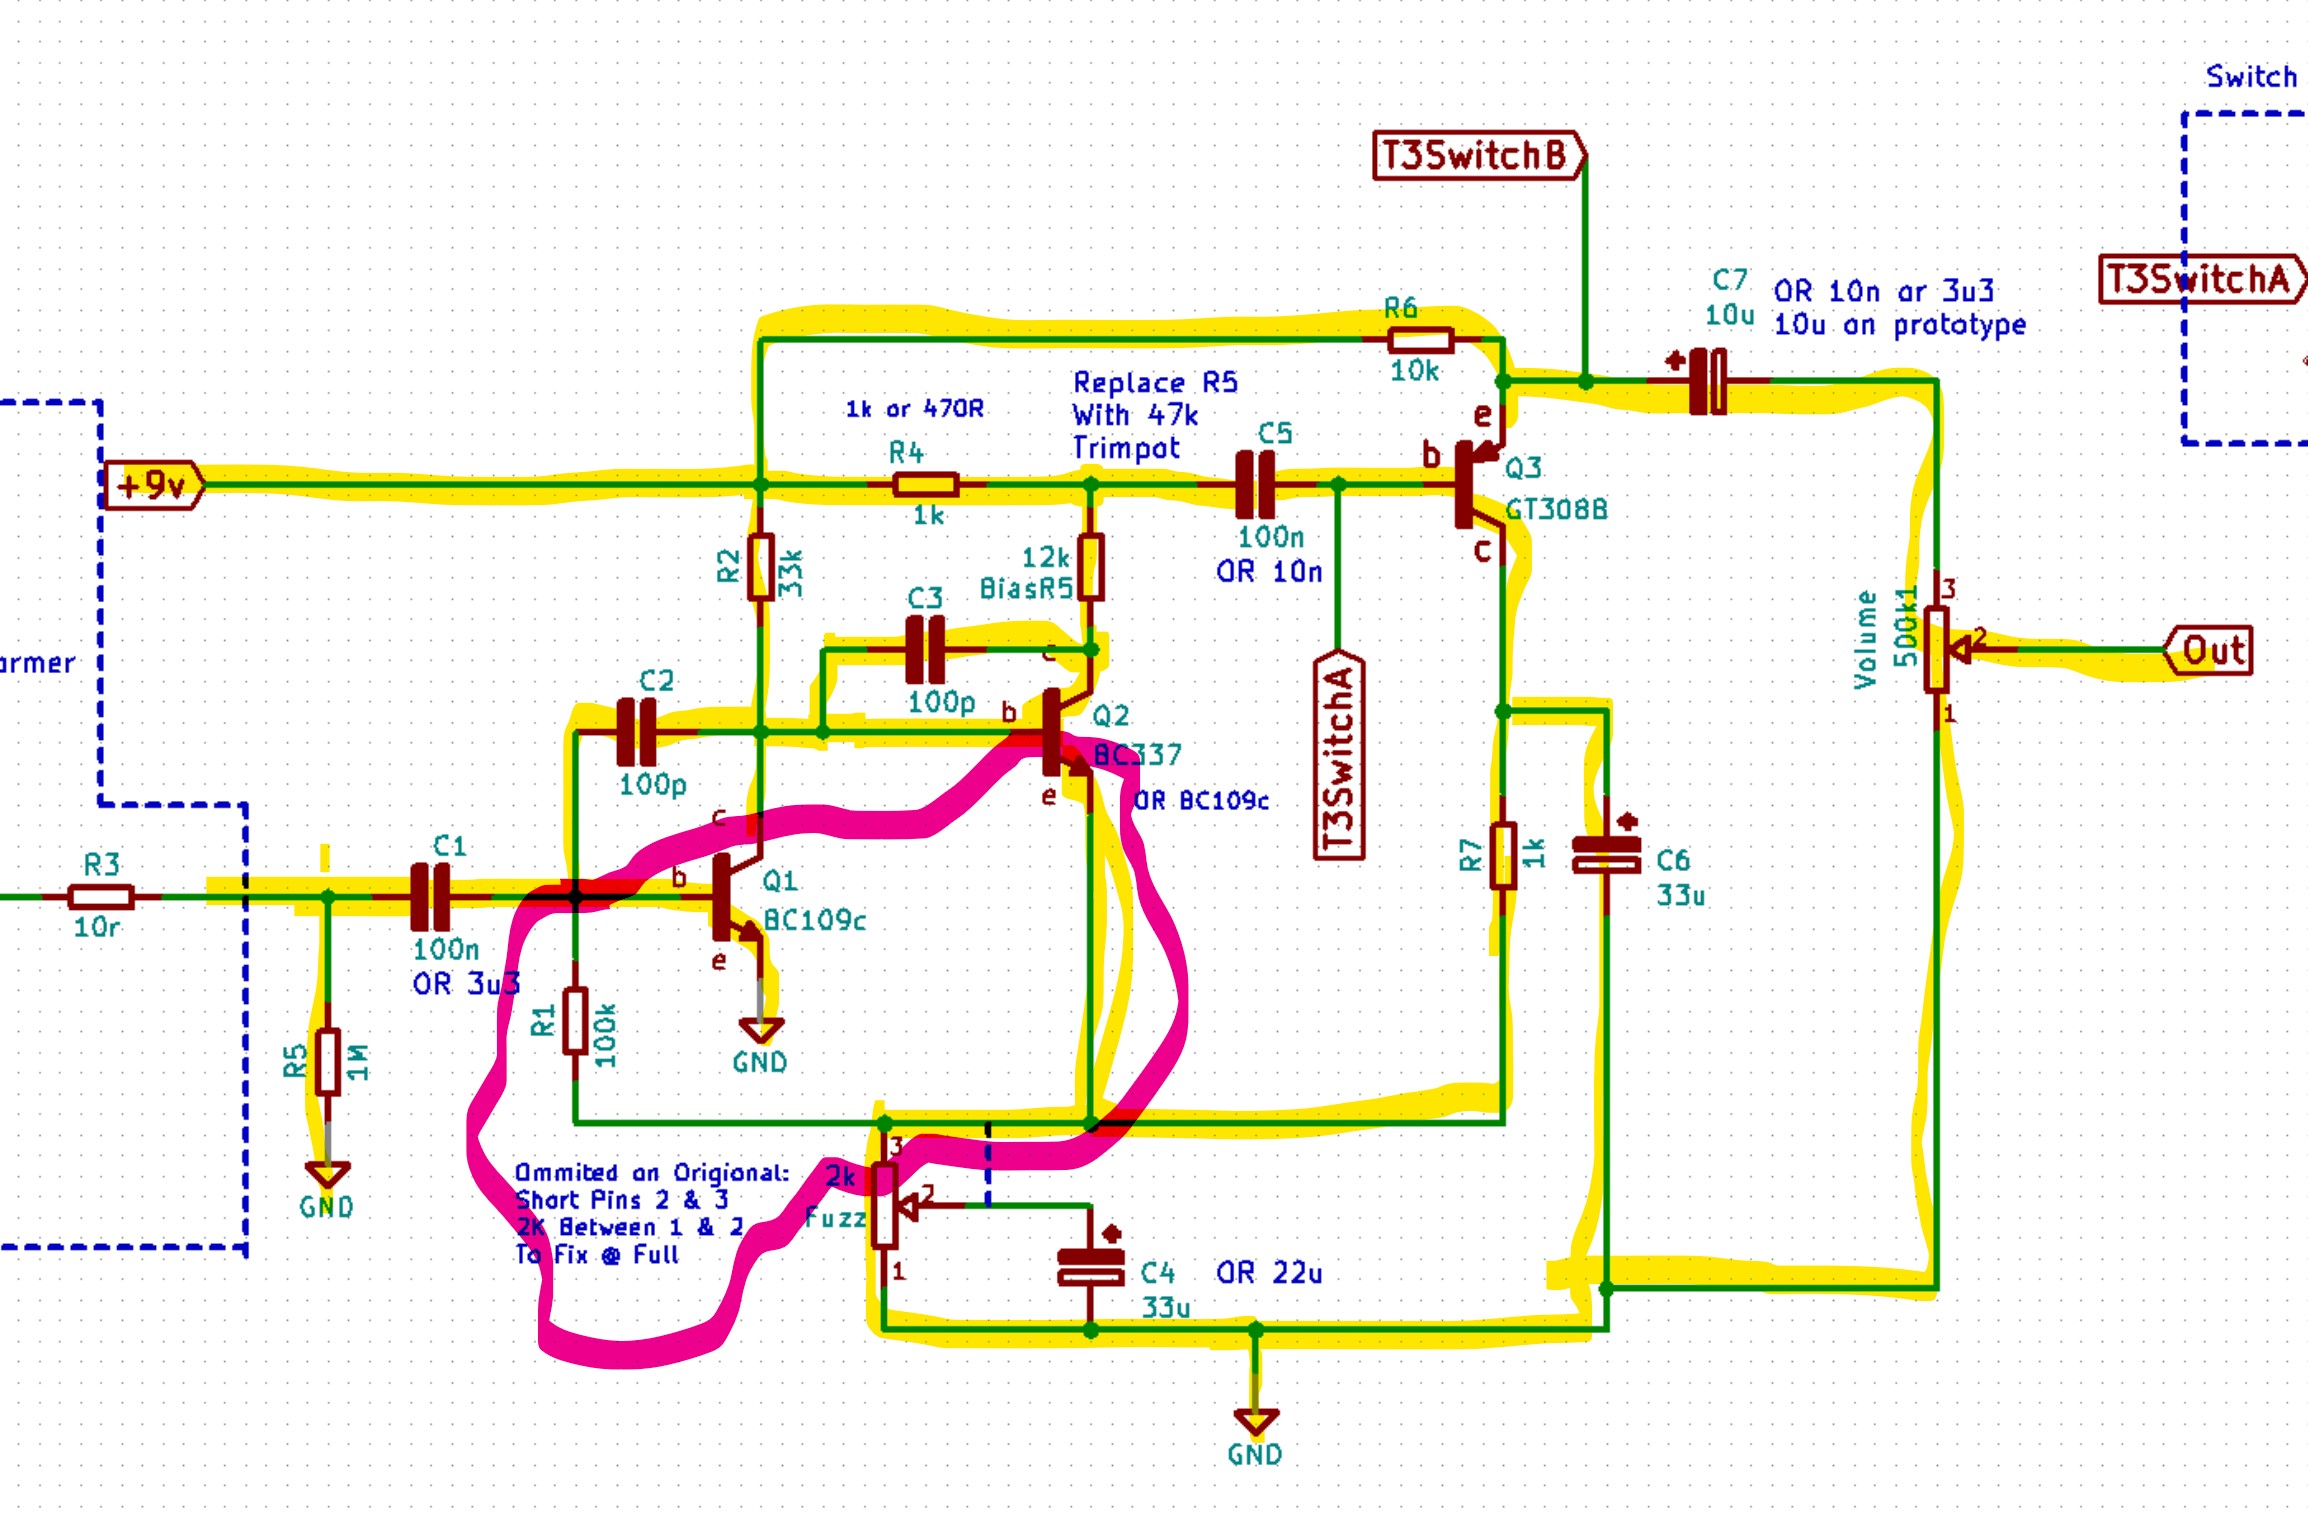 Switch
T3SwitchB
T3SwitchA
C7
10u
OR 10n or 3u3
10u on prototype
R6
10k
Replace R5
With 47k
Trimpot
1k or 470R
R4
1k
C5
100n
OR 10n
e
b
c
Q3
GT308B
+9v
R2
33k
12k
BiasR5
C3
100p
c
b
e
Q2
BC337
OR BC109c
T3SwitchA
Volume
500k1
3
2
1
Out
armer
C2
100p
R3
10r
C1
100n
OR 3u3
c
b
e
Q1
BC109c
GND
R7
1k
C6
33u
R5
1M
GND
R1
100k
Ommited on Origional:
Short Pins 2 & 3
2K Between 1 & 2
To Fix @ Full
2k
Fuzz
3
2
1
C4
33u
OR 22u
GND